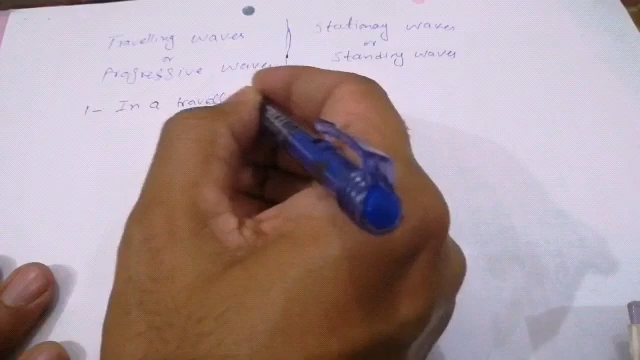 Travelling waves
or
Progressive waves
Stationary waves
or
Standing waves
1- In a travell